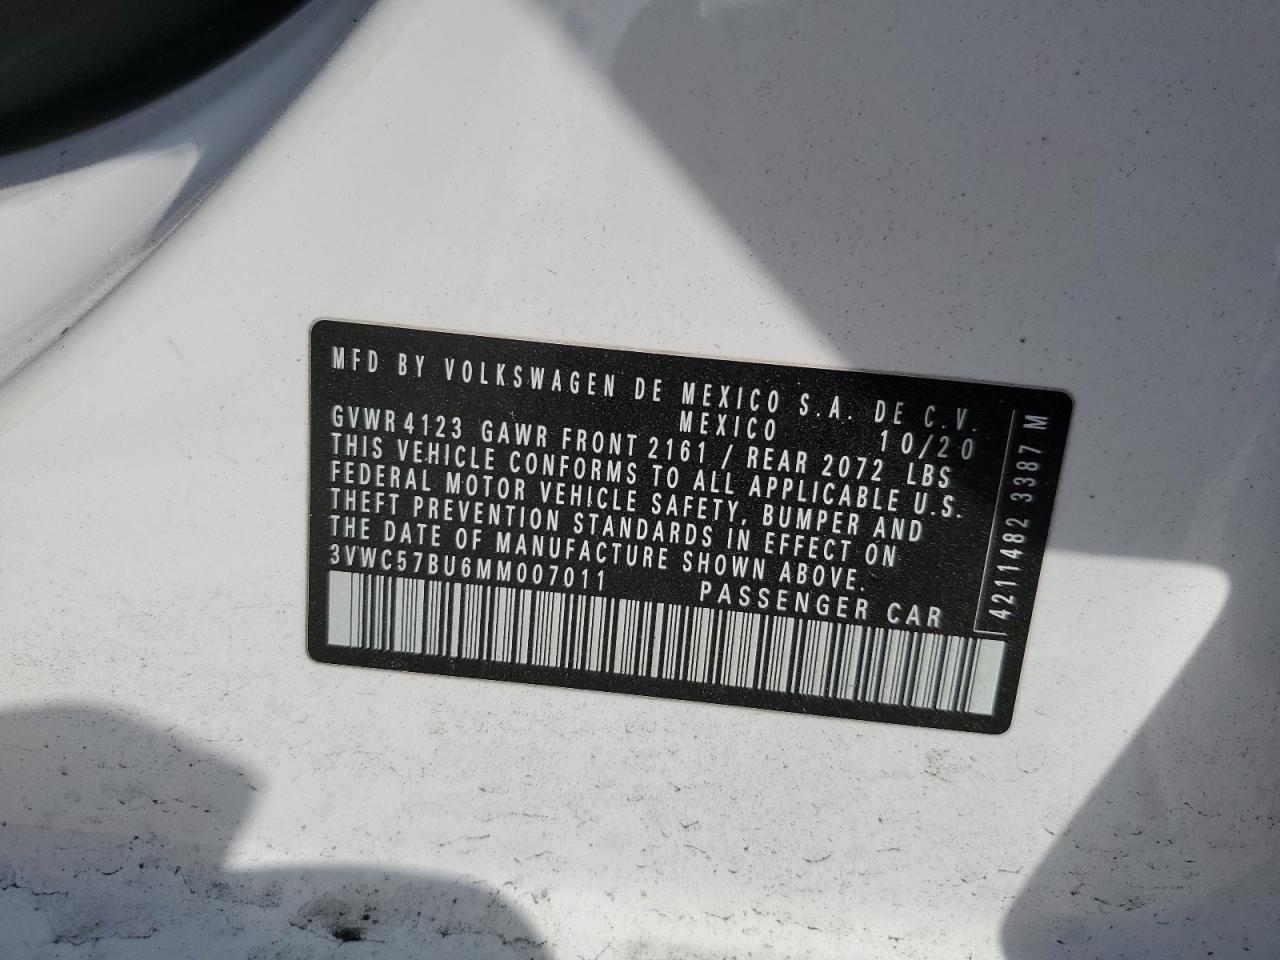 MFD BY VOLKSWAGEN DE MEXICO S.A. DE C.V.
MEXICO 10/20
GVWR 4123 GAWR FRONT 2161 / REAR 2072 LBS
THIS VEHICLE CONFORMS TO ALL APPLICABLE U.S.
FEDERAL MOTOR VEHICLE SAFETY, BUMPER AND
THEFT PREVENTION STANDARDS IN EFFECT ON
THE DATE OF MANUFACTURE SHOWN ABOVE.
3VWC57BU6MM007011 PASSENGER CAR
4211482 3387 M